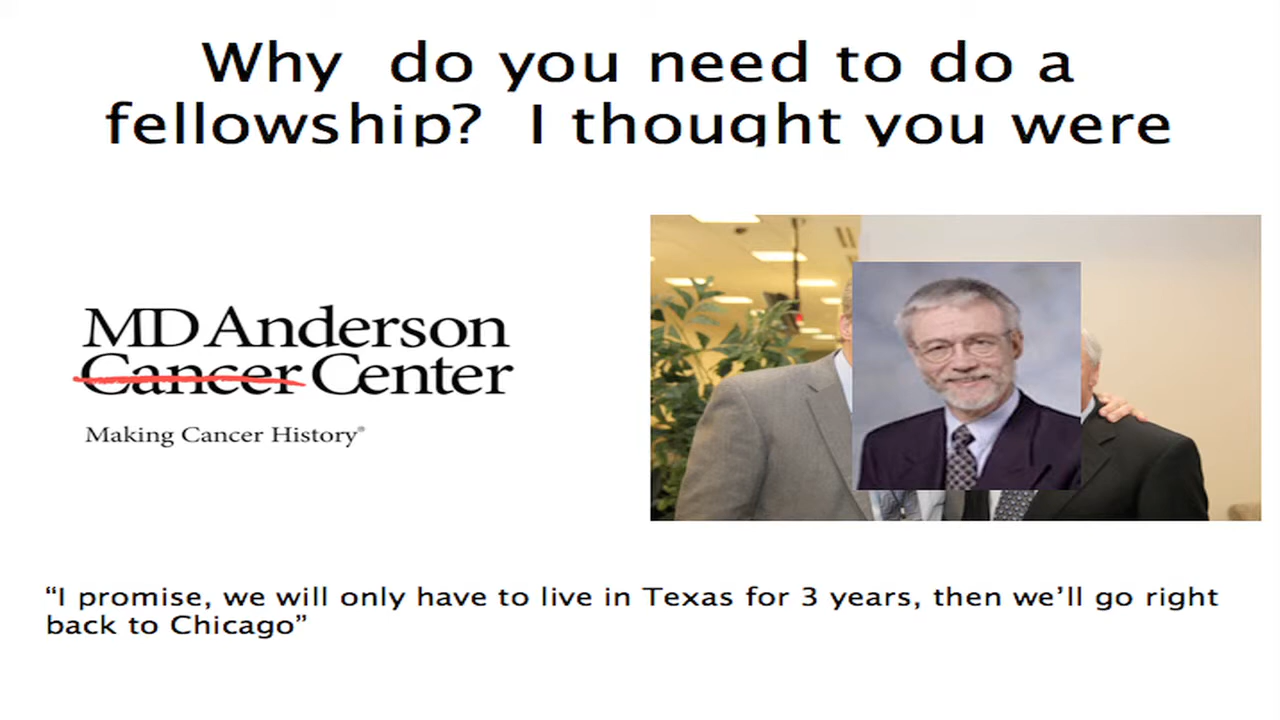 Why do you need to do a
fellowship? I thought you were
MD Anderson
Cancer Center
Making Cancer History®
“I promise, we will only have to live in Texas for 3 years, then we’ll go right
back to Chicago”